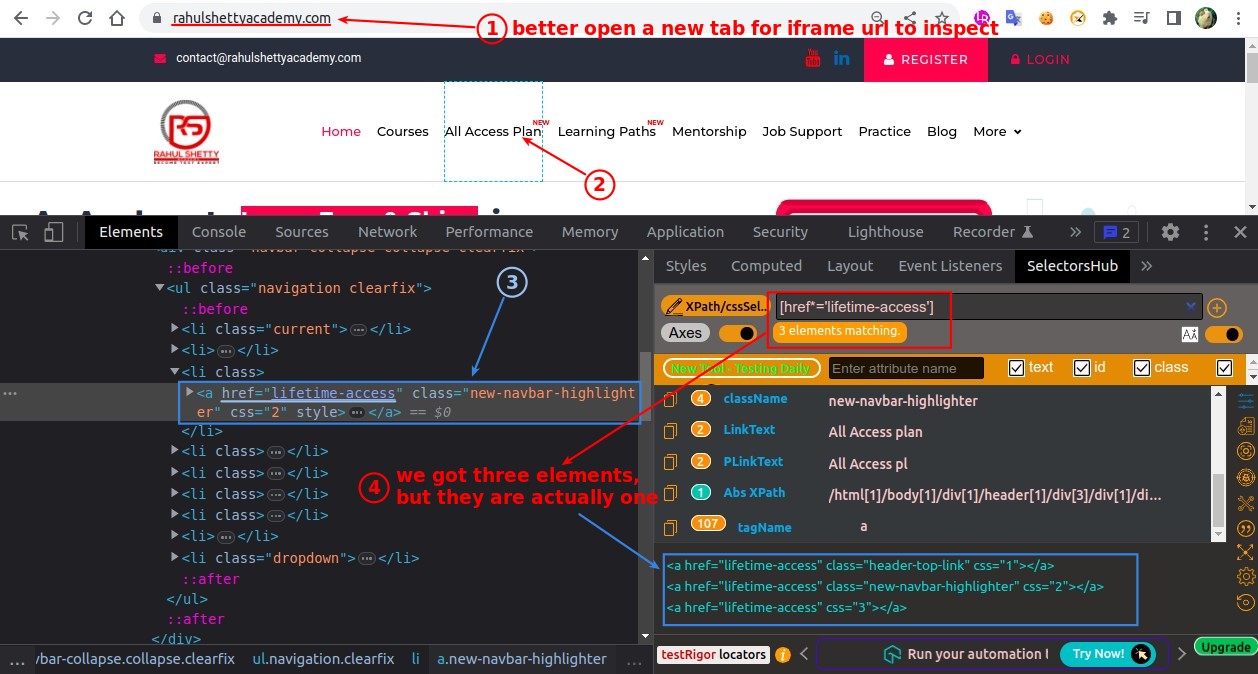 rahulshettyacademy.com
1 better open a new tab for iframe url to inspect
contact@rahulshettyacademy.com
You Tube in REGISTER LOGIN
RS
RAHUL SHETTY
Home Courses All Access Plan NEW Learning Paths NEW Mentorship Job Support Practice Blog More
2
Elements Console Sources Network Performance Memory Application Security Lighthouse Recorder 2
Styles Computed Layout Event Listeners SelectorsHub
::before
3
<ul class="navigation clearfix">
::before
<li class="current">…</li>
<li>…</li>
<li class>
<a href="lifetime-access" class="new-navbar-highlight
er" css="2" style>…</a> == $0
</li>
<li class>…</li>
<li class>…</li>
<li class>…</li>
<li class>…</li>
<li>…</li>
<li class="dropdown">…</li>
::after
</ul>
::after
</div>
4 we got three elements,
but they are actually one
XPath/cssSel... [href*='lifetime-access']
Axes 3 elements matching.
New Tool - Testing Daily Enter attribute name text id class
4 className new-navbar-highlighter
2 LinkText All Access plan
2 PLinkText All Access pl
1 Abs XPath /html[1]/body[1]/div[1]/header[1]/div[3]/div[1]/di...
107 tagName a
<a href="lifetime-access" class="header-top-link" css="1"></a>
<a href="lifetime-access" class="new-navbar-highlighter" css="2"></a>
<a href="lifetime-access" css="3"></a>
... vbar-collapse.collapse.clearfix ul.navigation.clearfix li a.new-navbar-highlighter ...
testRigor locators i Run your automation t Try Now! Upgrade